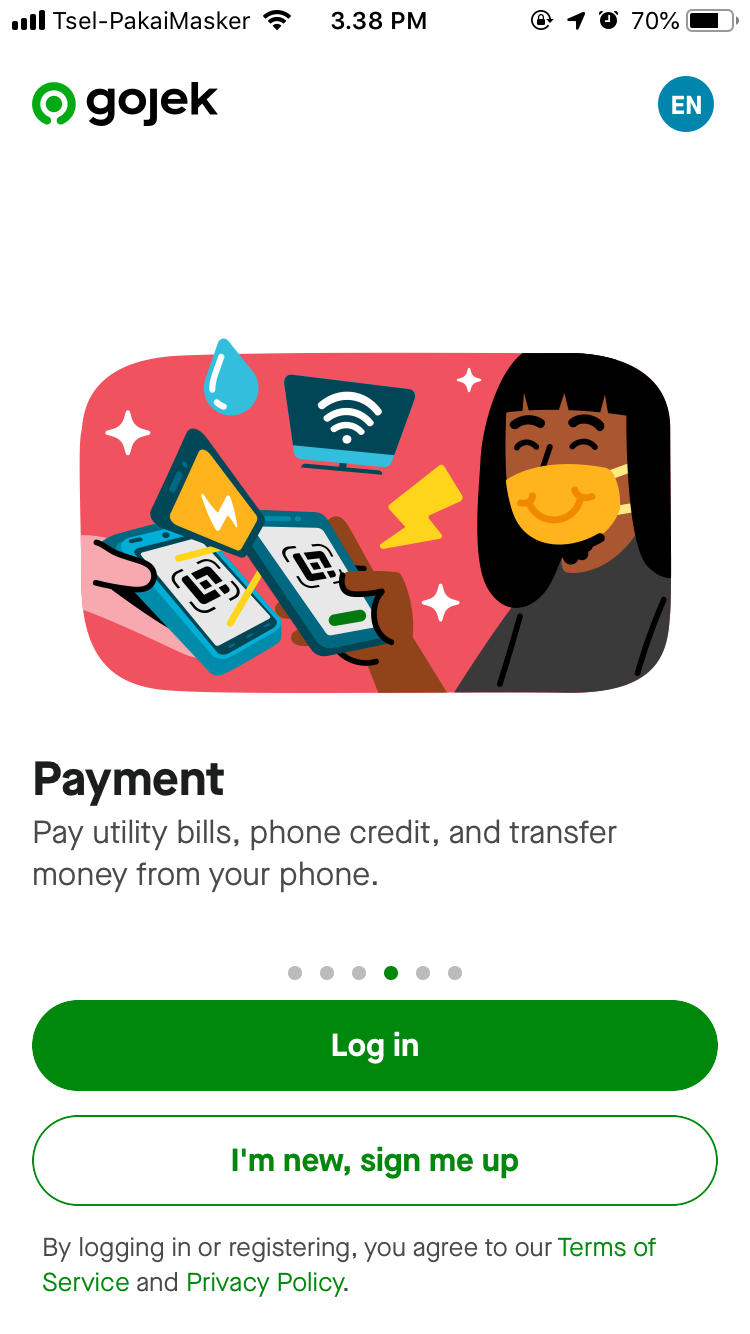 Tsel-PakaiMasker 3.38 PM 70%
gojek EN
Payment
Pay utility bills, phone credit, and transfer
money from your phone.
Log in
I'm new, sign me up
By logging in or registering, you agree to our Terms of
Service and Privacy Policy.